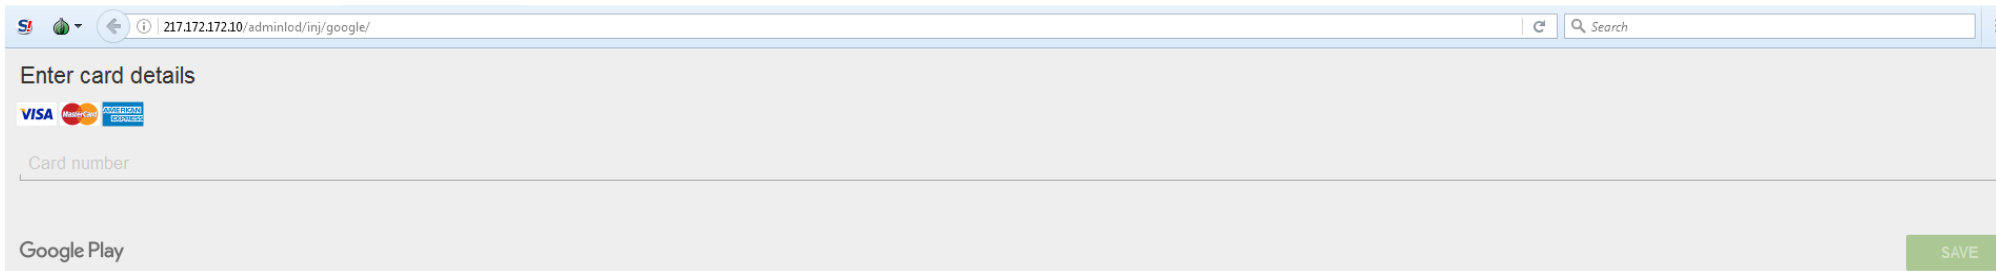 S! 217.172.172.10/adminlod/inj/google/ Search
Enter card details
VISA MasterCard AMERICAN EXPRESS
Card number
Google Play SAVE